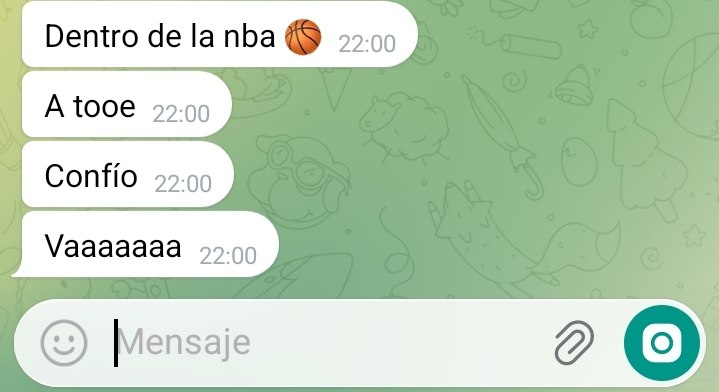 Dentro de la nba 🏀 22:00
A tooe 22:00
Confío 22:00
Vaaaaaaa 22:00
Mensaje